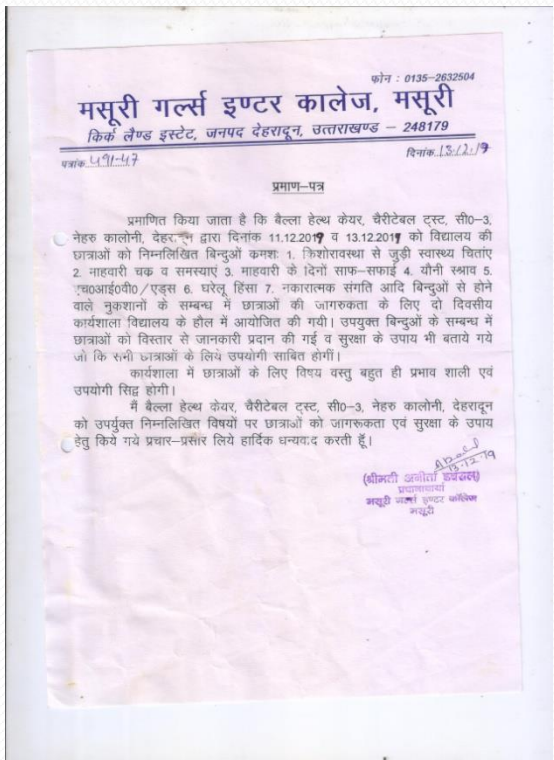 फोन : 0135–2632504
मसूरी गर्ल्स इण्टर कालेज, मसूरी
किर्क लैण्ड इस्टेट, जनपद देहरादून, उत्तराखण्ड – 248179
पत्रांक 491-47
दिनांक 13/12/19
प्रमाण–पत्र
प्रमाणित किया जाता है कि बैल्ला हेल्थ केयर, चैरीटेबल ट्रस्ट, सी0–3,
नेहरु कालोनी, देहरादून द्वारा दिनांक 11.12.2019 व 13.12.2019 को विद्यालय की
छात्राओं को निम्नलिखित बिन्दुओं कमशः 1. किशोरावस्था से जुड़ी स्वास्थ्य चिताएं
2. माहवारी चक्र व समस्याएं 3. माहवारी के दिनों साफ–सफाई 4. यौनी स्त्राव 5.
एच0आई0वी0/एड्स 6. घरेलू हिंसा 7. नकारात्मक संगति आदि बिन्दुओं से होने
वाले नुकशानों के सम्बन्ध में छात्राओं की जागरुकता के लिए दो दिवसीय
कार्यशाला विद्यालय के हौल में आयोजित की गयी। उपयुक्त बिन्दुओं के सम्बन्ध में
छात्राओं को विस्तार से जानकारी प्रदान की गई व सुरक्षा के उपाय भी बताये गये
जो कि सभी छात्राओं के लिये उपयोगी साबित होगीं।
कार्यशाला में छात्राओं के लिए विषय वस्तु बहुत ही प्रभाव शाली एवं
उपयोगी सिद्व होगी।
मैं बैल्ला हेल्थ केयर, चैरीटेबल ट्रस्ट, सी0–3, नेहरु कालोनी, देहरादून
को उपर्युक्त निम्नलिखित विषयों पर छात्राओं को जागरूकता एवं सुरक्षा के उपाय
हेतु किये गये प्रचार–प्रसार लिये हार्दिक धन्यवाद करती हूँ।
13-12-19
(श्रीमती अनीता डबराल)
प्रधानाचार्या
मसूरी गर्ल्स इण्टर कॉलेज
मसूरी